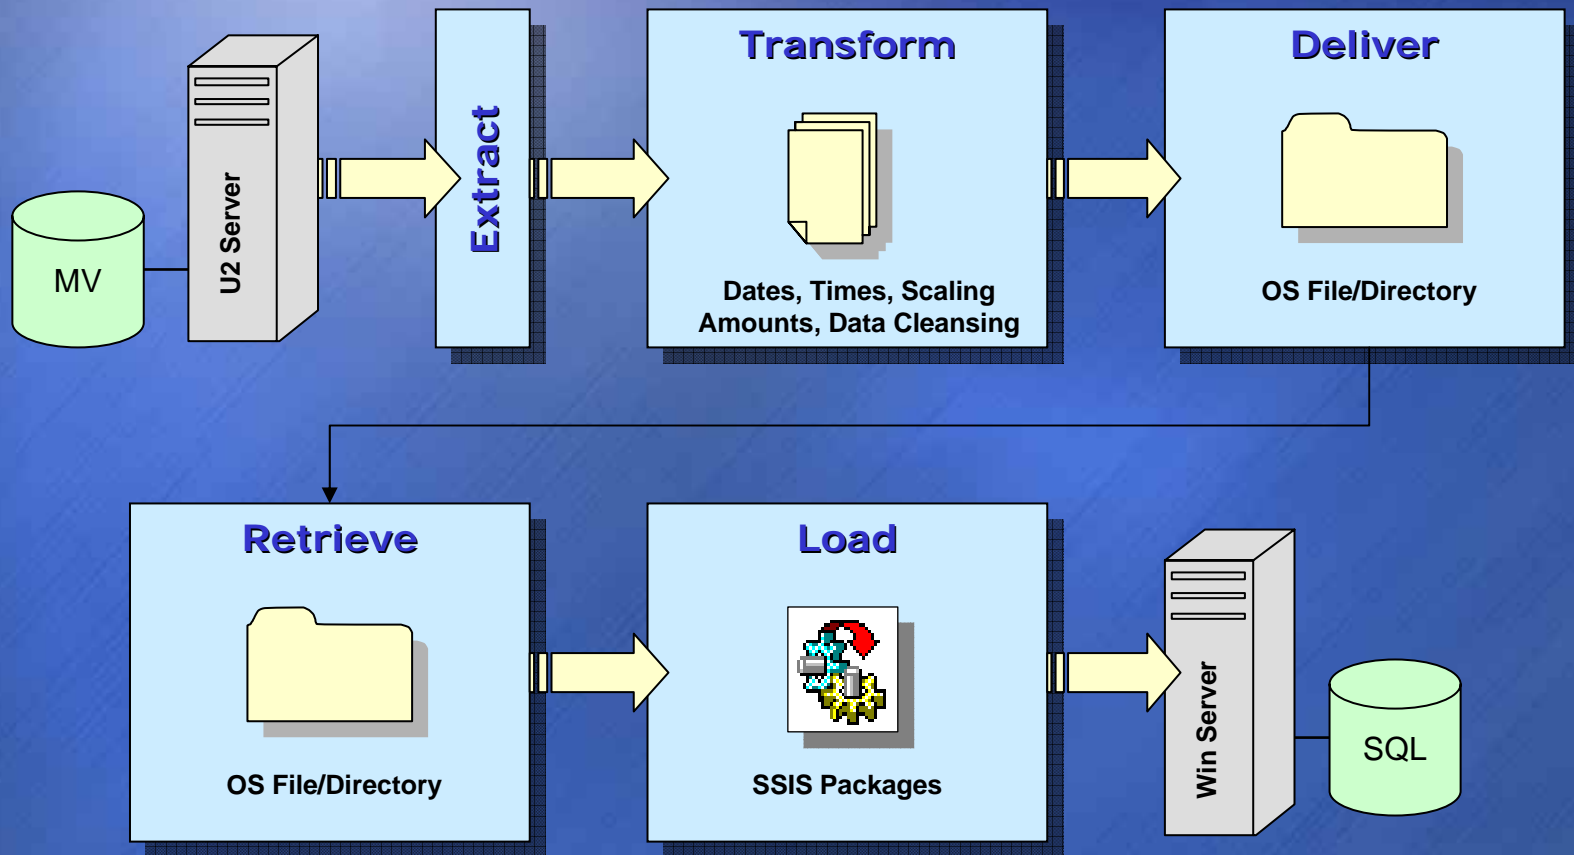 MV
U2 Server
Extract
Transform
Dates, Times, Scaling
Amounts, Data Cleansing
Deliver
OS File/Directory
Retrieve
OS File/Directory
Load
SSIS Packages
Win Server
SQL